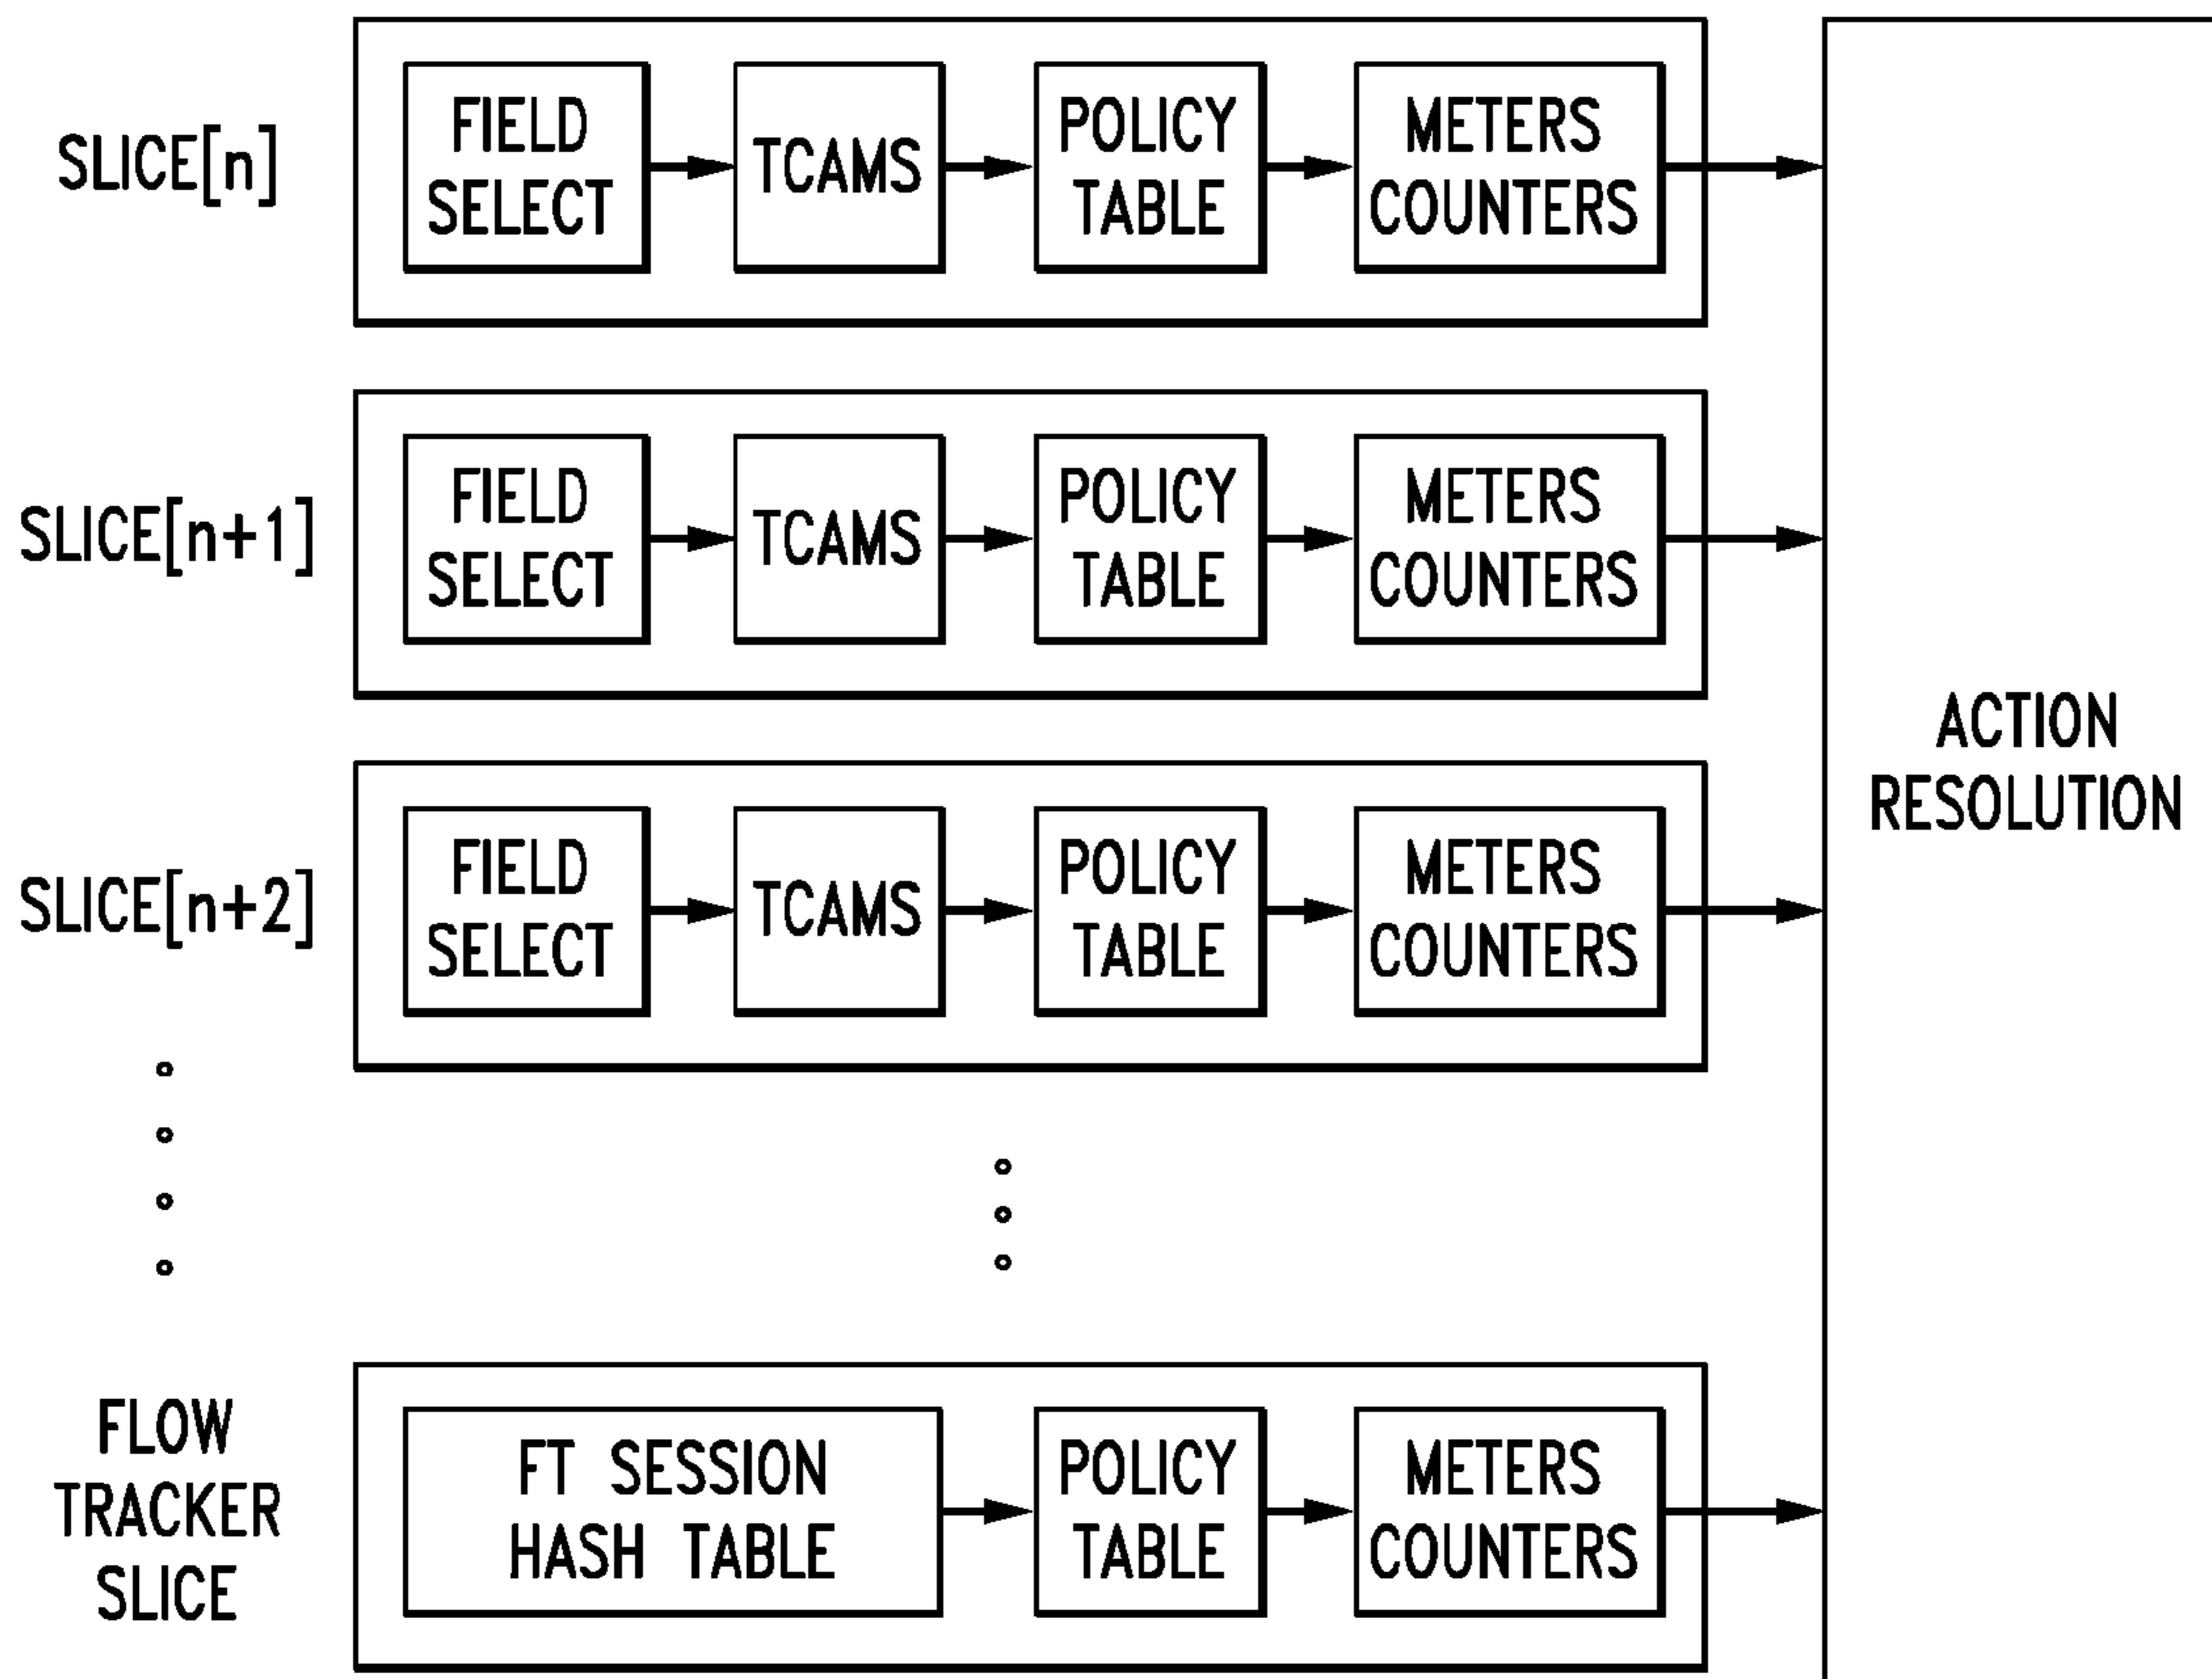 SLICE[n]
FIELD
SELECT
TCAMS
POLICY
TABLE
METERS
COUNTERS
SLICE[n+1]
FIELD
SELECT
TCAMS
POLICY
TABLE
METERS
COUNTERS
SLICE[n+2]
FIELD
SELECT
TCAMS
POLICY
TABLE
METERS
COUNTERS
FLOW
TRACKER
SLICE
FT SESSION
HASH TABLE
POLICY
TABLE
METERS
COUNTERS
ACTION
RESOLUTION